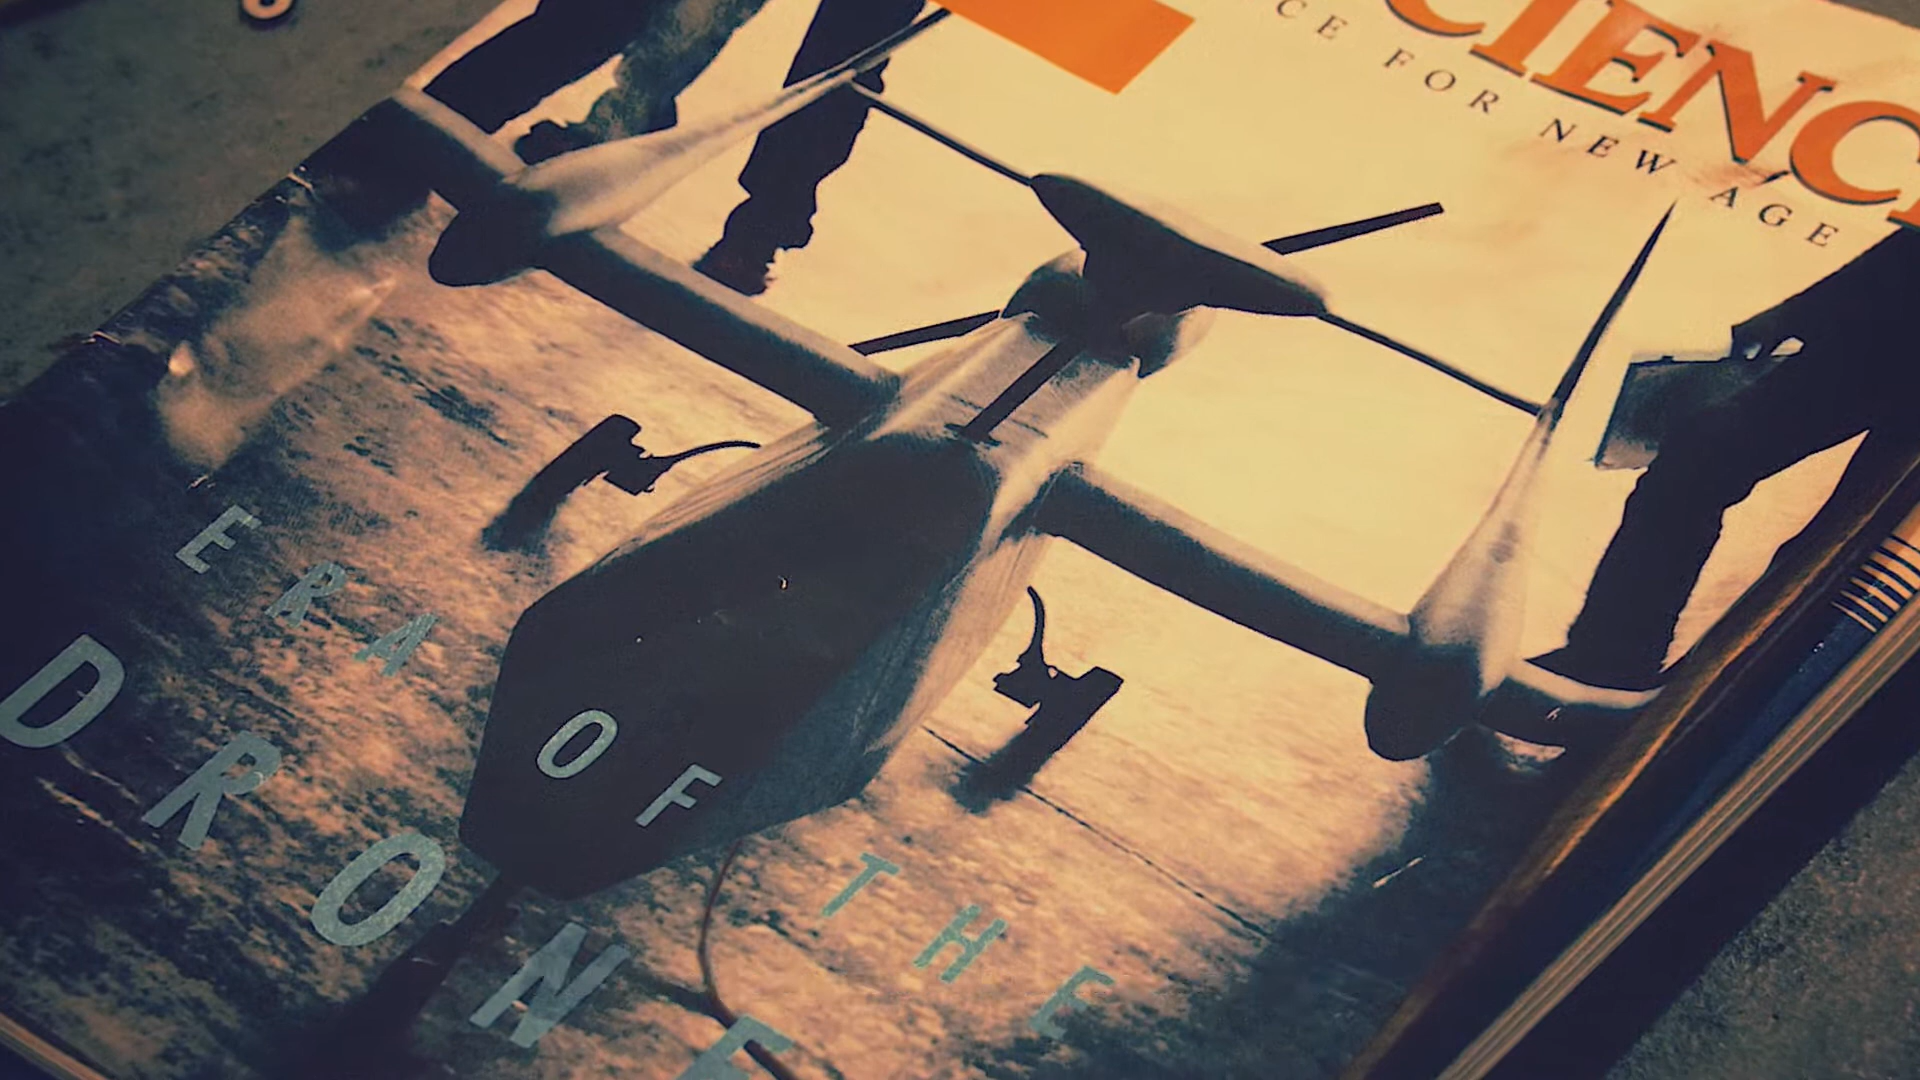 CIENC
CE FOR NEW AGE
ERA OF THE
DRONE